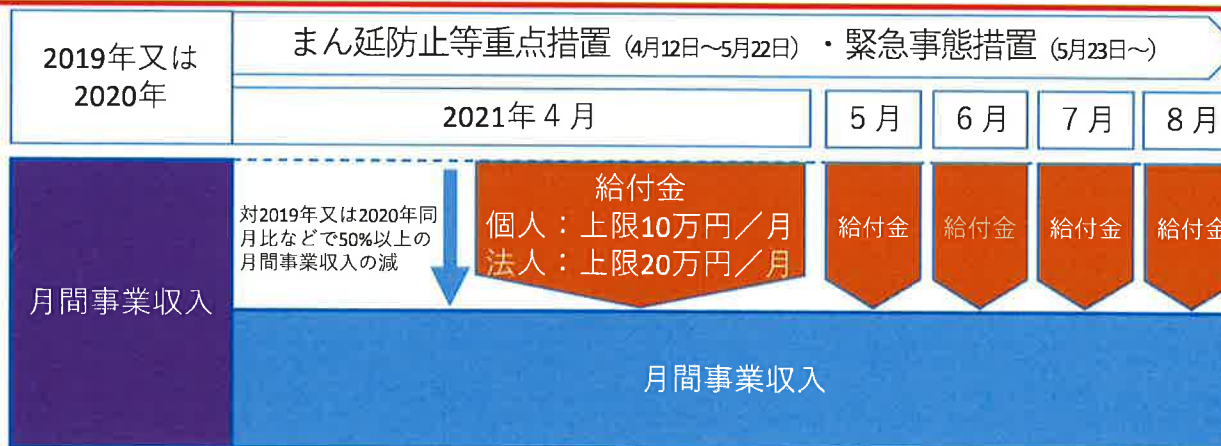 2019年又は
2020年
まん延防止等重点措置（4月12日～5月22日）・緊急事態措置（5月23日～）
2021年４月
５月
６月
７月
８月
月間事業収入
対2019年又は2020年同
月比などで50%以上の
月間事業収入の減
給付金
個人：上限10万円／月
法人：上限20万円／月
給付金
給付金
給付金
給付金
月間事業収入